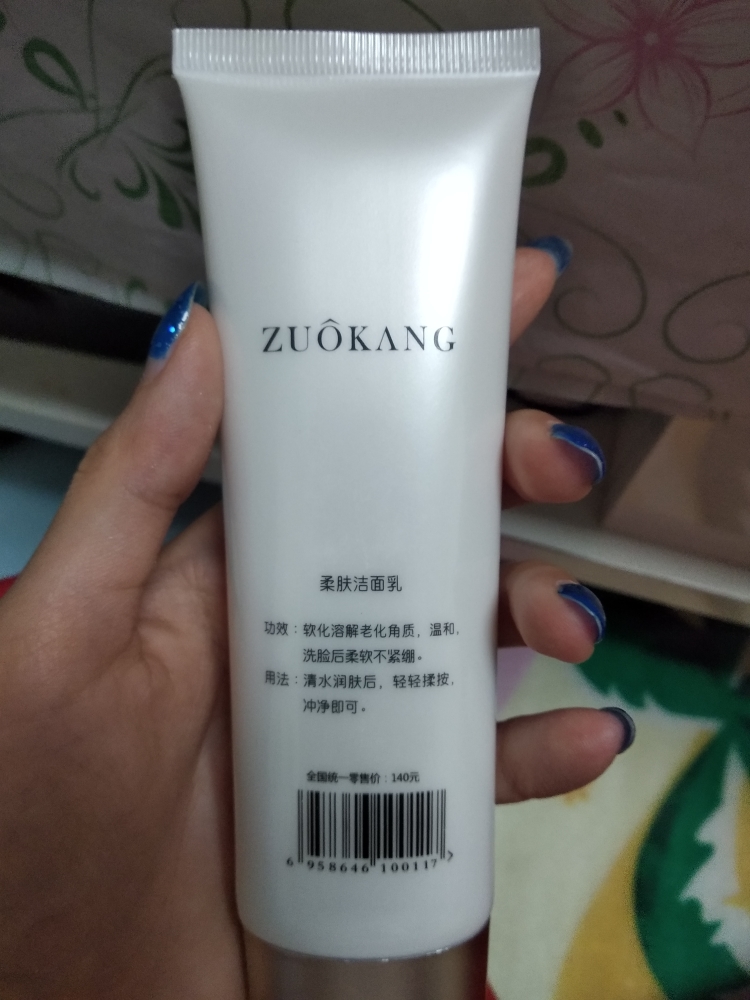 ZUÔKANG
柔肤洁面乳
功效：软化溶解老化角质，温和，
洗脸后柔软不紧绷。
用法：清水润肤后，轻轻揉按，
冲净即可。
全国统一零售价：140元
6 958646 100117 >